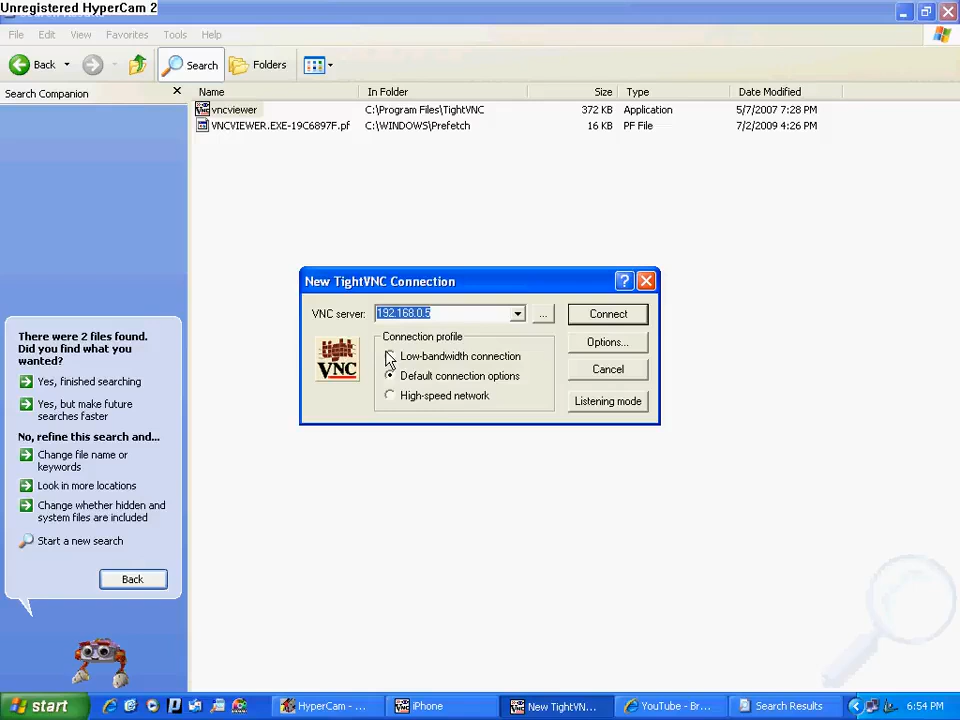 Unregistered HyperCam 2
File Edit View Favorites Tools Help
Back Search Folders
Search Companion
Name In Folder Size Type Date Modified
vncviewer C:\Program Files\TightVNC 372 KB Application 5/7/2007 7:28 PM
VNCVIEWER.EXE-19C6897F.pf C:\WINDOWS\Prefetch 16 KB PF File 7/2/2009 4:26 PM
New TightVNC Connection
VNC server: 192.168.0.5 ... Connect
Connection profile
Options...
tight VNC
Low-bandwidth connection
Default connection options
High-speed network
Cancel
Listening mode
There were 2 files found.
Did you find what you
wanted?
Yes, finished searching
Yes, but make future
searches faster
No, refine this search and...
Change file name or
keywords
Look in more locations
Change whether hidden and
system files are included
Start a new search
Back
start HyperCam - ... iPhone New TightVN... YouTube - Br... Search Results 6:54 PM